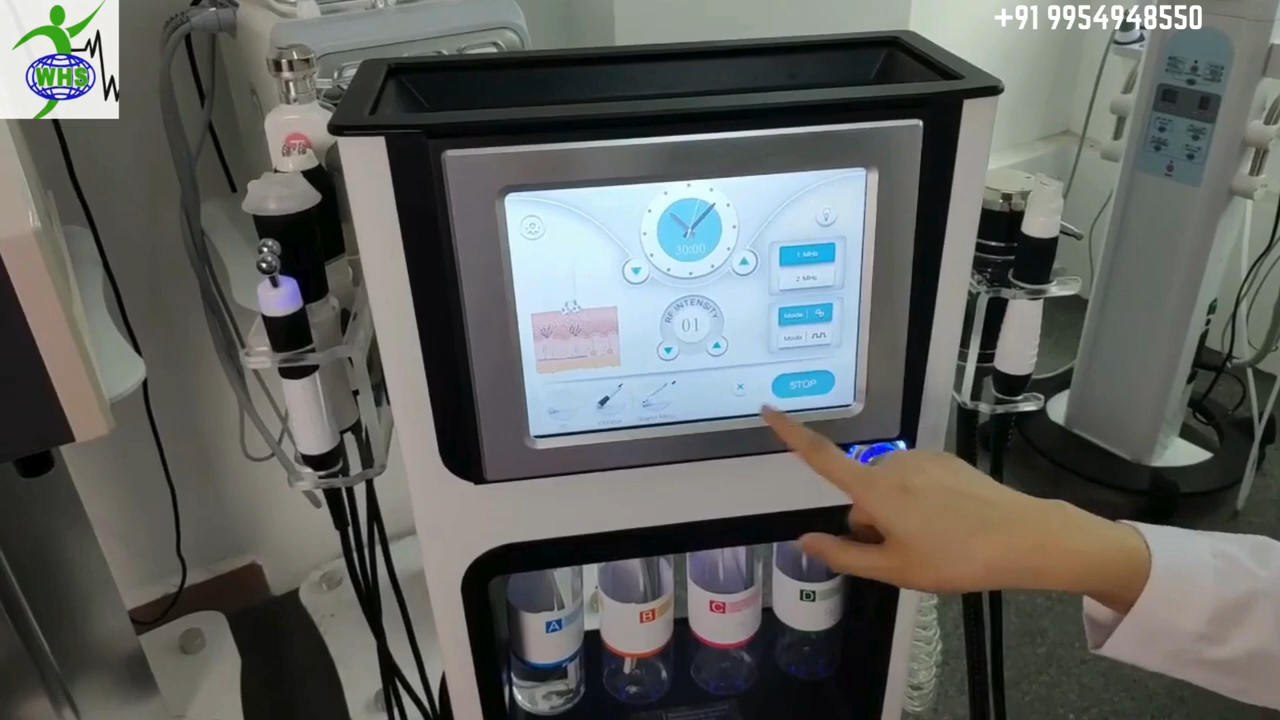 WHS
+91 9954948550
30:00
1 MHz
2 MHz
RF INTENSITY
01
Mode
Mode
STOP
A
B
C
D